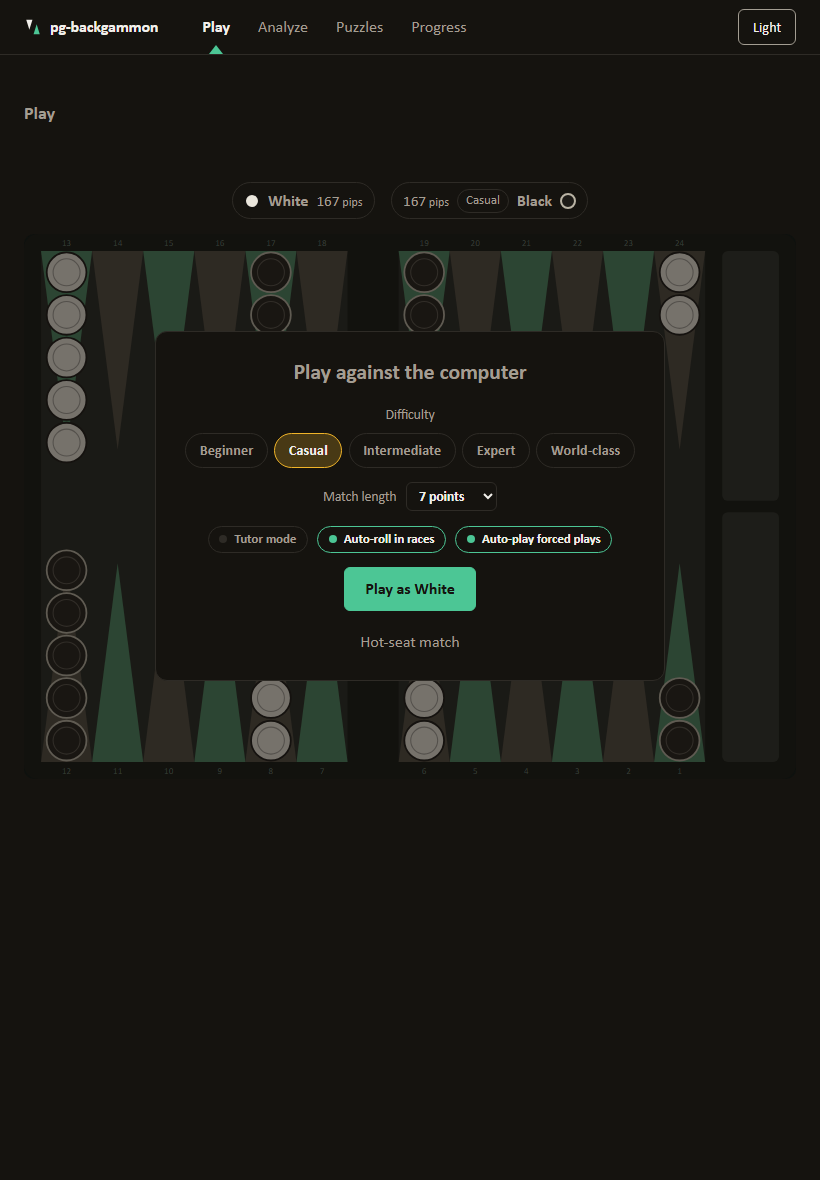 pg-backgammon Play Analyze Puzzles Progress Light
Play
White 167 pips 167 pips Casual Black
13 14 15 16 17 18 19 20 21 22 23 24
Play against the computer
Difficulty
Beginner Casual Intermediate Expert World-class
Match length 7 points
Tutor mode Auto-roll in races Auto-play forced plays
Play as White
Hot-seat match
12 11 10 9 8 7 6 5 4 3 2 1